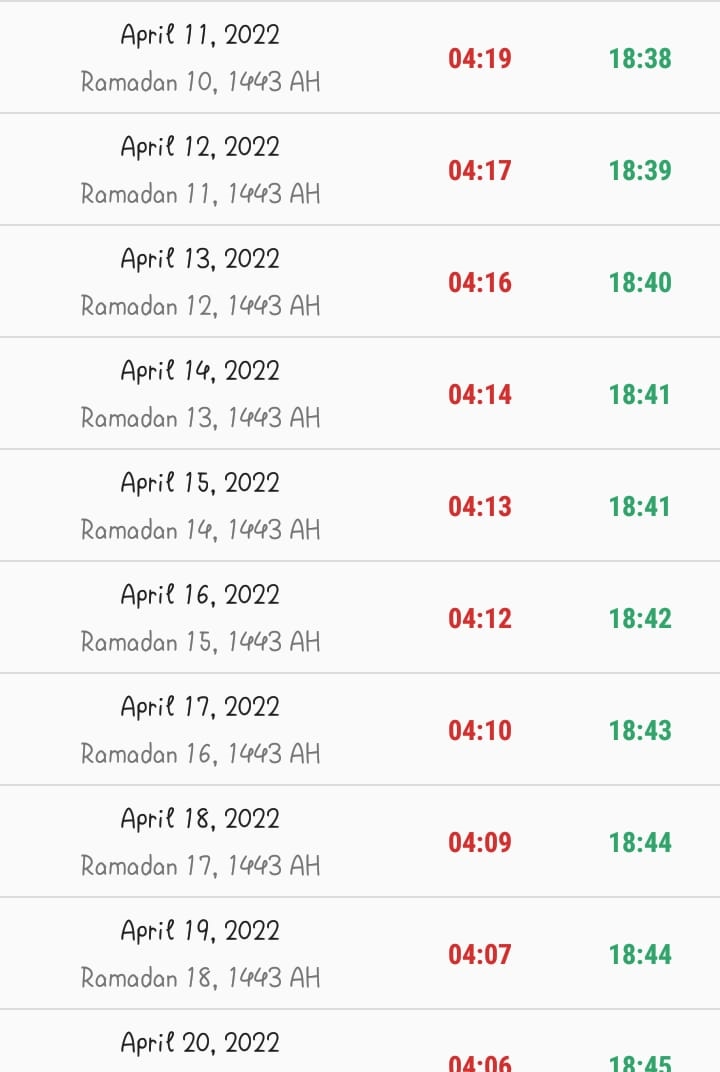 April 11, 2022
Ramadan 10, 1443 AH
04:19
18:38
April 12, 2022
Ramadan 11, 1443 AH
04:17
18:39
April 13, 2022
Ramadan 12, 1443 AH
04:16
18:40
April 14, 2022
Ramadan 13, 1443 AH
04:14
18:41
April 15, 2022
Ramadan 14, 1443 AH
04:13
18:41
April 16, 2022
Ramadan 15, 1443 AH
04:12
18:42
April 17, 2022
Ramadan 16, 1443 AH
04:10
18:43
April 18, 2022
Ramadan 17, 1443 AH
04:09
18:44
April 19, 2022
Ramadan 18, 1443 AH
04:07
18:44
April 20, 2022
04:06
18:45